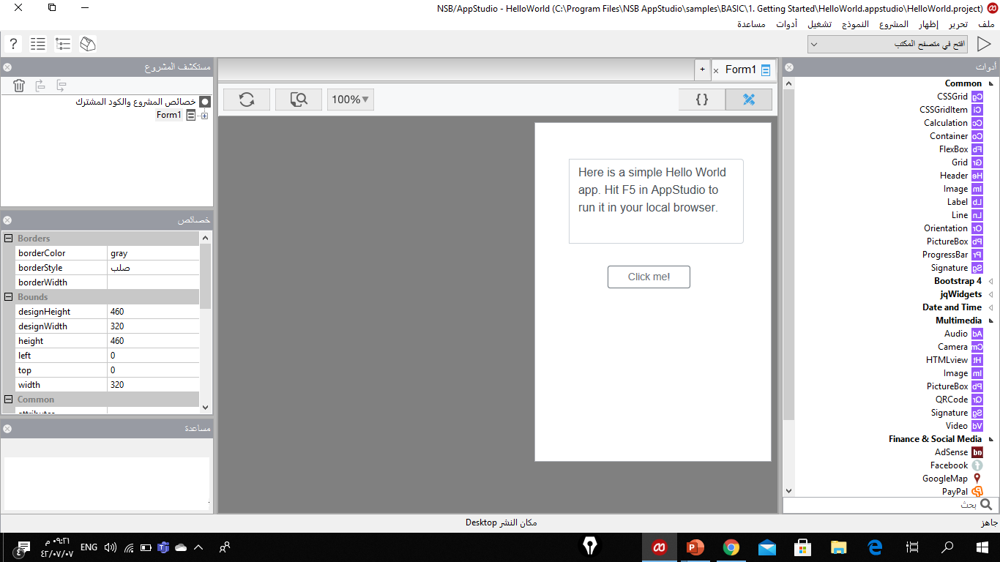 NSB/AppStudio - HelloWorld (C:\Program Files\NSB AppStudio\samples\BASIC\1. Getting Started\HelloWorld.appstudio\HelloWorld.project)
ملف تحرير إظهار المشروع النموذج تشغيل أدوات مساعدة
افتح في متصفح المكتب
أدوات
Common
CSSGrid
CSSGridItem
Calculation
Container
FlexBox
Grid
Header
Image
Label
Line
Orientation
PictureBox
ProgressBar
Signature
Bootstrap 4
jqWidgets
Date and Time
Multimedia
Audio
Camera
HTMLview
Image
PictureBox
QRCode
Signature
Video
Finance & Social Media
AdSense
Facebook
GoogleMap
PayPal
بحث
Form1 × +
{ }
100%
Here is a simple Hello World
app. Hit F5 in AppStudio to
run it in your local browser.
Click me!
مستكشف المشروع
خصائص المشروع والكود المشترك
Form1
خصائص
Borders
borderColor gray
borderStyle صلب
borderWidth
Bounds
designHeight 460
designWidth 320
height 460
left 0
top 0
width 320
Common
attributes
مساعدة
جاهز
مكان النشر Desktop
ENG
٠٩:٢١ م
٤٢/٠٧/٠٧
٤